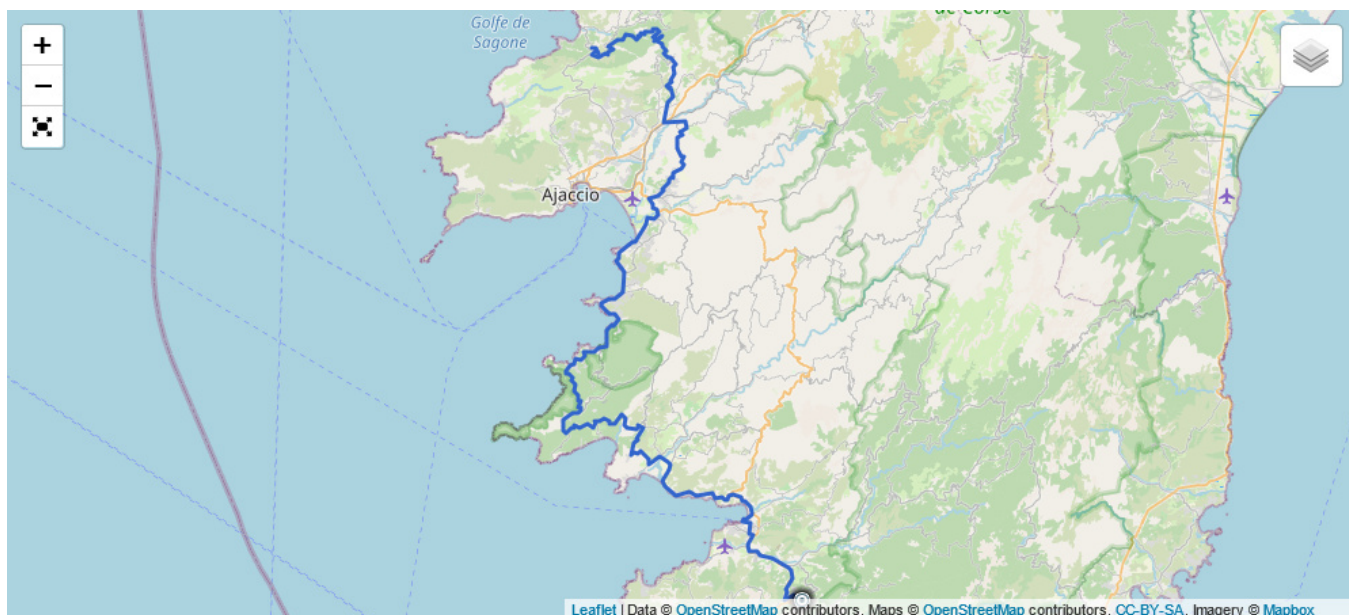 de Corse
Golfe de
Sagone
+
−
Ajaccio
Leaflet | Data © OpenStreetMap contributors, Maps © OpenStreetMap contributors, CC-BY-SA, Imagery © Mapbox